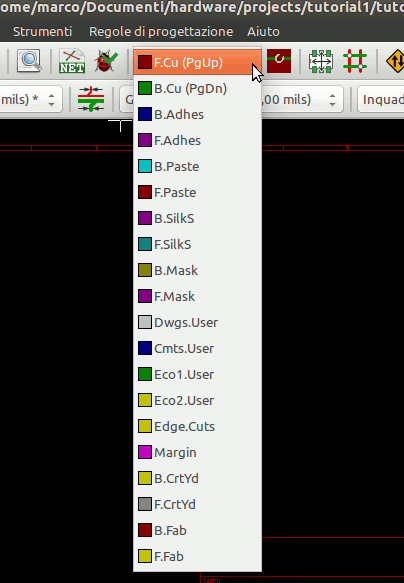 ome/marco/Documenti/hardware/projects/tutorial1/tuto
Strumenti Regole di progettazione Aiuto
NET
F.Cu (PgUp)
mils) * G ,00 mils) Inquad
B.Cu (PgDn)
B.Adhes
F.Adhes
B.Paste
F.Paste
B.SilkS
F.SilkS
B.Mask
F.Mask
Dwgs.User
Cmts.User
Eco1.User
Eco2.User
Edge.Cuts
Margin
B.CrtYd
F.CrtYd
B.Fab
F.Fab